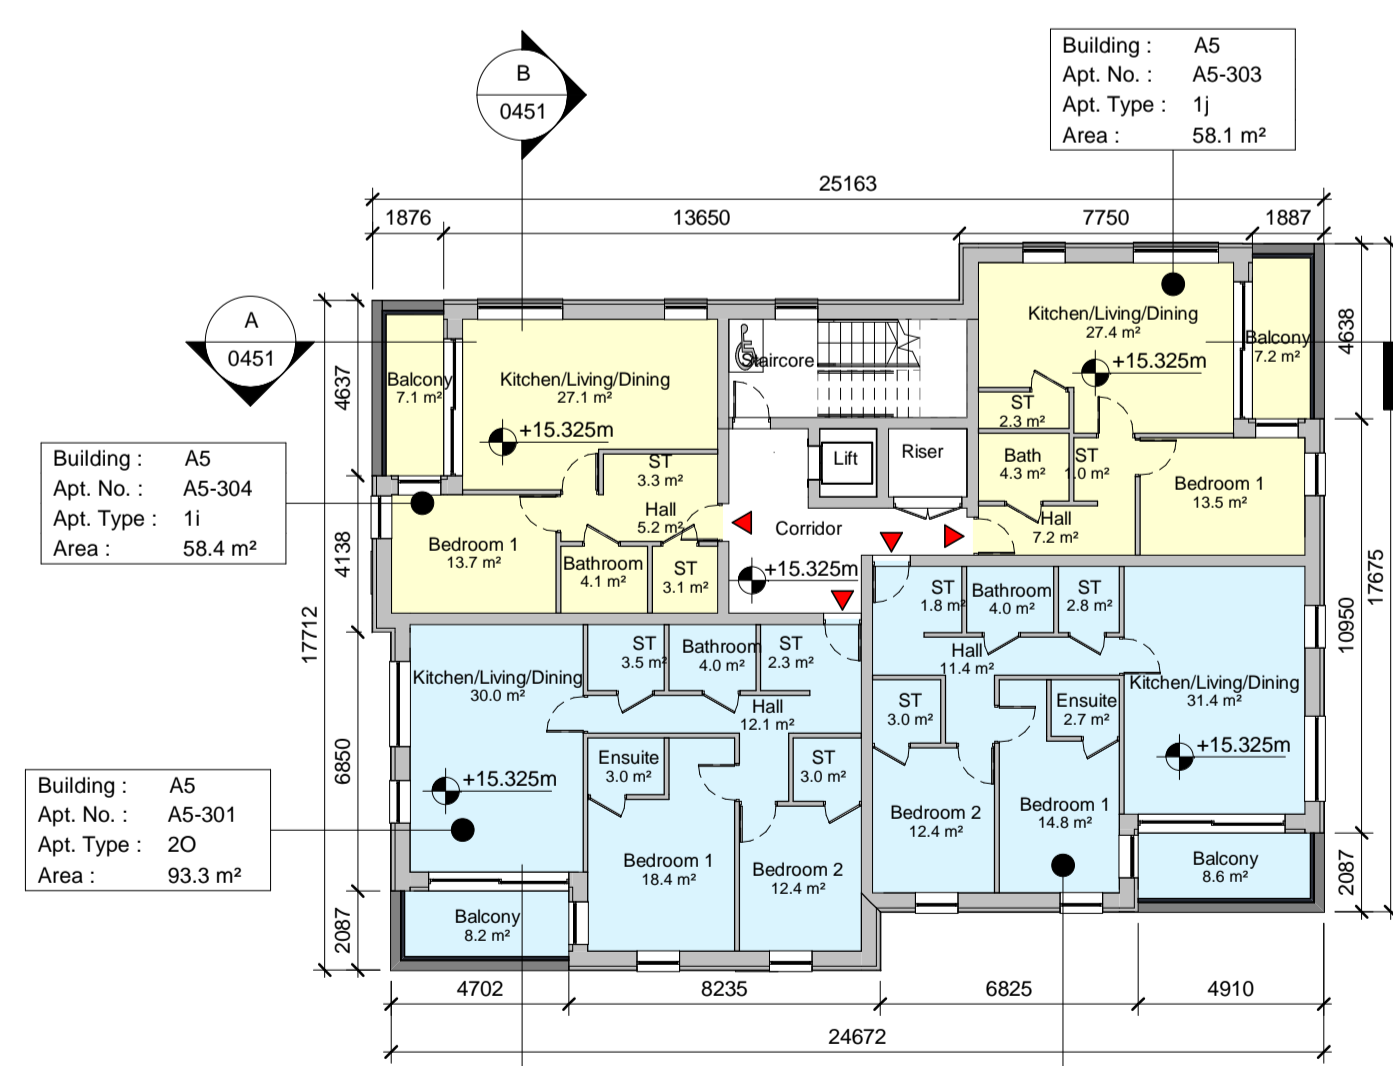 B
0451
Building : A5
Apt. No. : A5-303
Apt. Type : 1j
Area : 58.1 m²
25163
1876
13650
7750
1887
A
0451
Building : A5
Apt. No. : A5-304
Apt. Type : 1i
Area : 58.4 m²
Building : A5
Apt. No. : A5-301
Apt. Type : 2O
Area : 93.3 m²
17712
4637
4138
6850
2087
Balcony
7.1 m²
Kitchen/Living/Dining
27.1 m²
+15.325m
ST
3.3 m²
Hall
5.2 m²
Bedroom 1
13.7 m²
Bathroom
4.1 m²
ST
3.1 m²
Staircore
Lift
Riser
Corridor
+15.325m
Kitchen/Living/Dining
27.4 m²
+15.325m
Balcony
7.2 m²
ST
2.3 m²
Bath
4.3 m²
ST
1.0 m²
Bedroom 1
13.5 m²
Hall
7.2 m²
Kitchen/Living/Dining
30.0 m²
+15.325m
ST
3.5 m²
Bathroom
4.0 m²
ST
2.3 m²
Hall
12.1 m²
Ensuite
3.0 m²
ST
3.0 m²
Bedroom 1
18.4 m²
Bedroom 2
12.4 m²
Balcony
8.2 m²
ST
1.8 m²
Bathroom
4.0 m²
ST
2.8 m²
Hall
11.4 m²
Kitchen/Living/Dining
31.4 m²
+15.325m
ST
3.0 m²
Ensuite
2.7 m²
Bedroom 2
12.4 m²
Bedroom 1
14.8 m²
Balcony
8.6 m²
4638
10950
2087
17675
4702
8235
6825
4910
24672